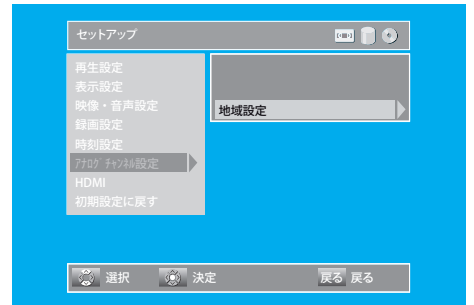 セットアップ
再生設定
表示設定
映像・音声設定
録画設定
時刻設定
ｱﾅﾛｸﾞﾁｬﾝﾈﾙ設定
HDMI
初期設定に戻す
地域設定
選択 決定 戻る 戻る